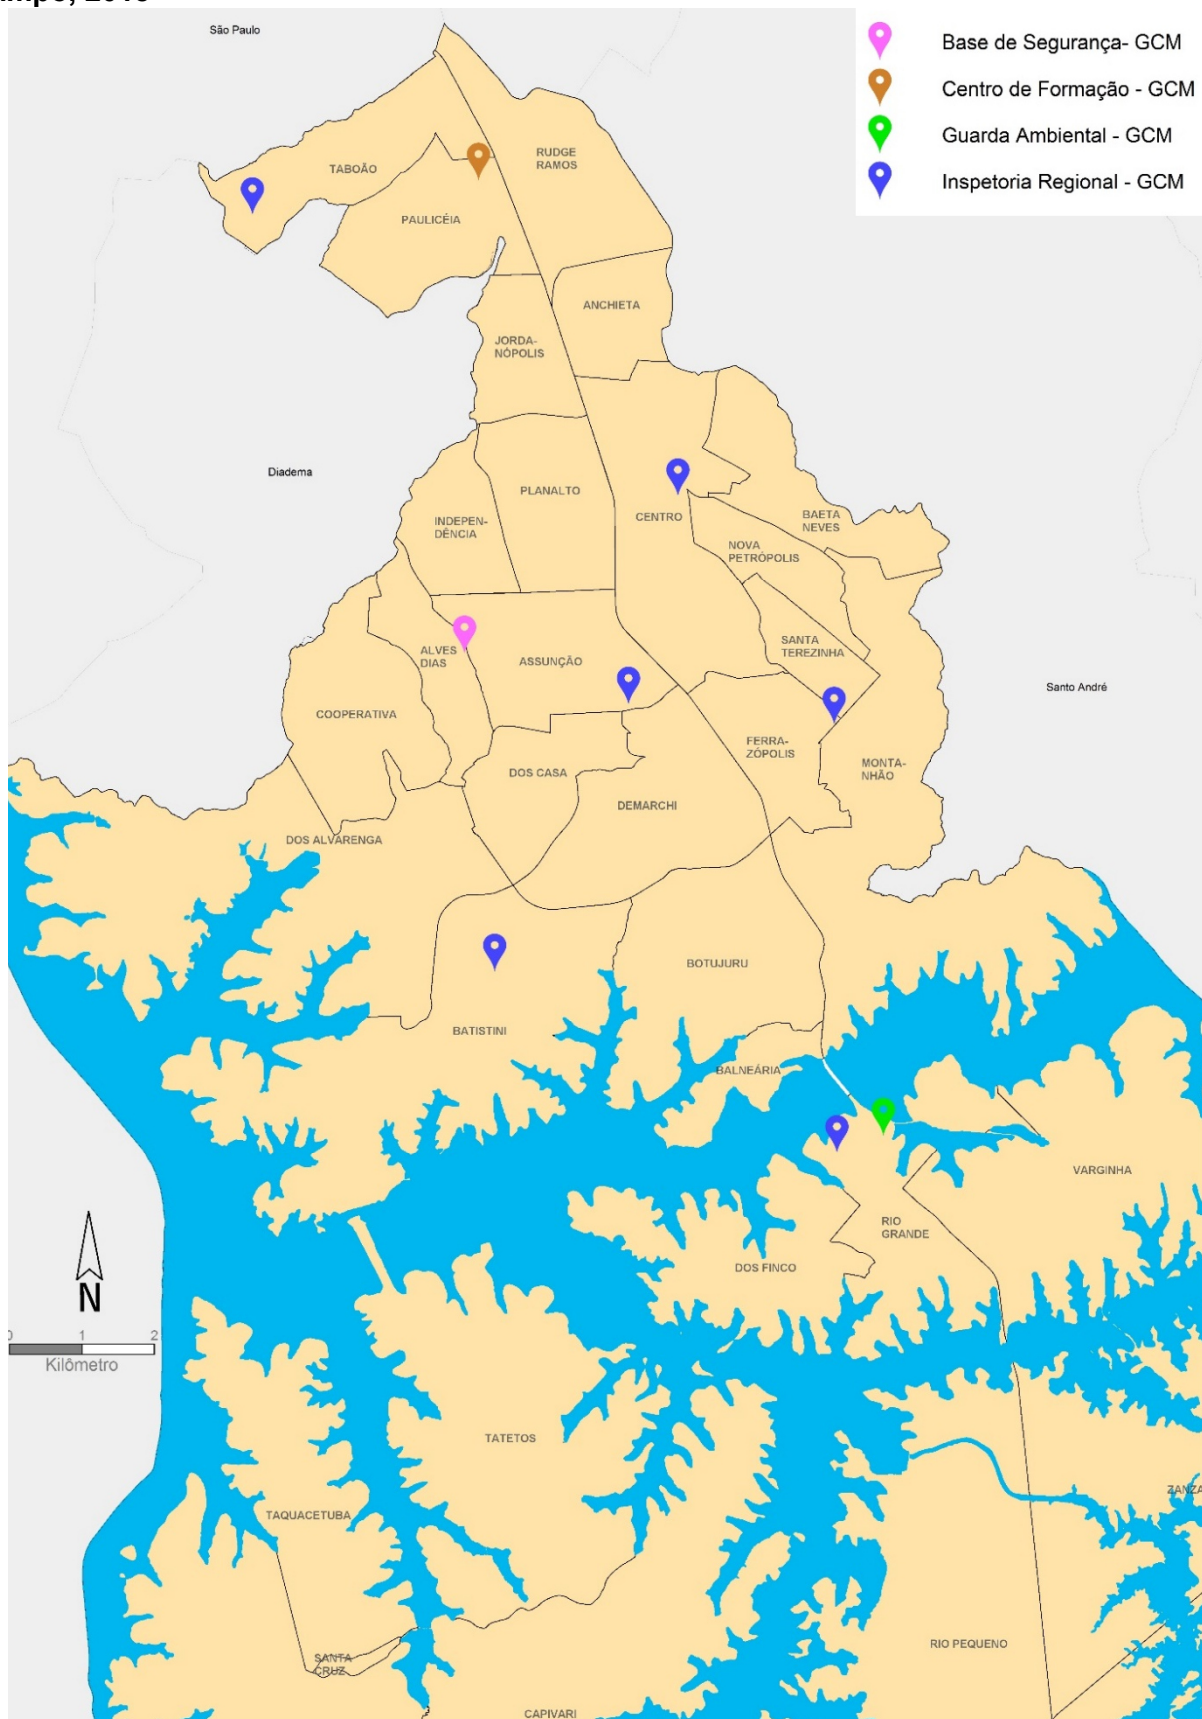 São Paulo
Base de Segurança- GCM
Centro de Formação - GCM
Guarda Ambiental - GCM
Inspetoria Regional - GCM
RUDGE
RAMOS
TABOÃO
PAULICÉIA
ANCHIETA
JORDA-
NÓPOLIS
Diadema
PLANALTO
INDEPEN-
DÊNCIA
CENTRO
BAETA
NEVES
NOVA
PETRÓPOLIS
SANTA
TEREZINHA
ALVES
DIAS
ASSUNÇÃO
Santo André
COOPERATIVA
FERRA-
ZÓPOLIS
MONTA-
NHÃO
DOS CASA
DEMARCHI
DOS ALVARENGA
BOTUJURU
BATISTINI
BALNEÁRIA
VARGINHA
RIO
GRANDE
DOS FINCO
N
0 1 2
Kilômetro
TATETOS
TAQUACETUBA
ZANZA
RIO PEQUENO
SANTA
CRUZ
CAPIVARI